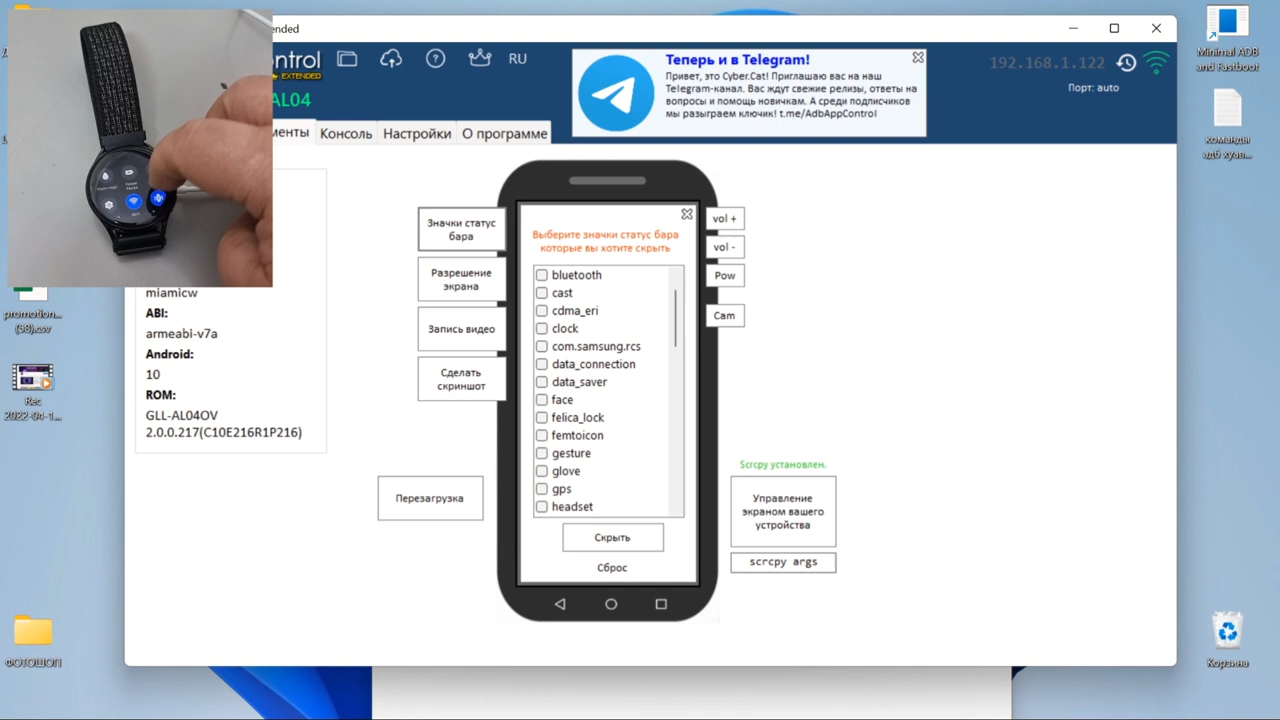 ended
ntrol
EXTENDED
RU
Теперь и в Telegram!
Привет, это Cyber.Cat! Приглашаю вас на наш
Telegram-канал. Вас ждут свежие релизы, ответы на
вопросы и помощь новичкам. А среди подписчиков
мы разыграем ключик! t.me/AdbAppControl
192.168.1.122
Порт: auto
AL04
менты
Консоль
Настройки
О программе
miamicw
ABI:
armeabi-v7a
Android:
10
ROM:
GLL-AL04OV
2.0.0.217(C10E216R1P216)
Значки статус
бара
Разрешение
экрана
Запись видео
Сделать
скриншот
Перезагрузка
Выберите значки статус бара
которые вы хотите скрыть
bluetooth
cast
cdma_eri
clock
com.samsung.rcs
data_connection
data_saver
face
felica_lock
femtoicon
gesture
glove
gps
headset
Скрыть
Сброс
vol +
vol -
Pow
Cam
Scrcpy установлен.
Управление
экраном вашего
устройства
scrcpy args
promotion...
(58).csv
Rec
2022-04-1...
ФОТОШОП
Minimal ADB
and Fastboot
команды
адб хуав...
Корзина